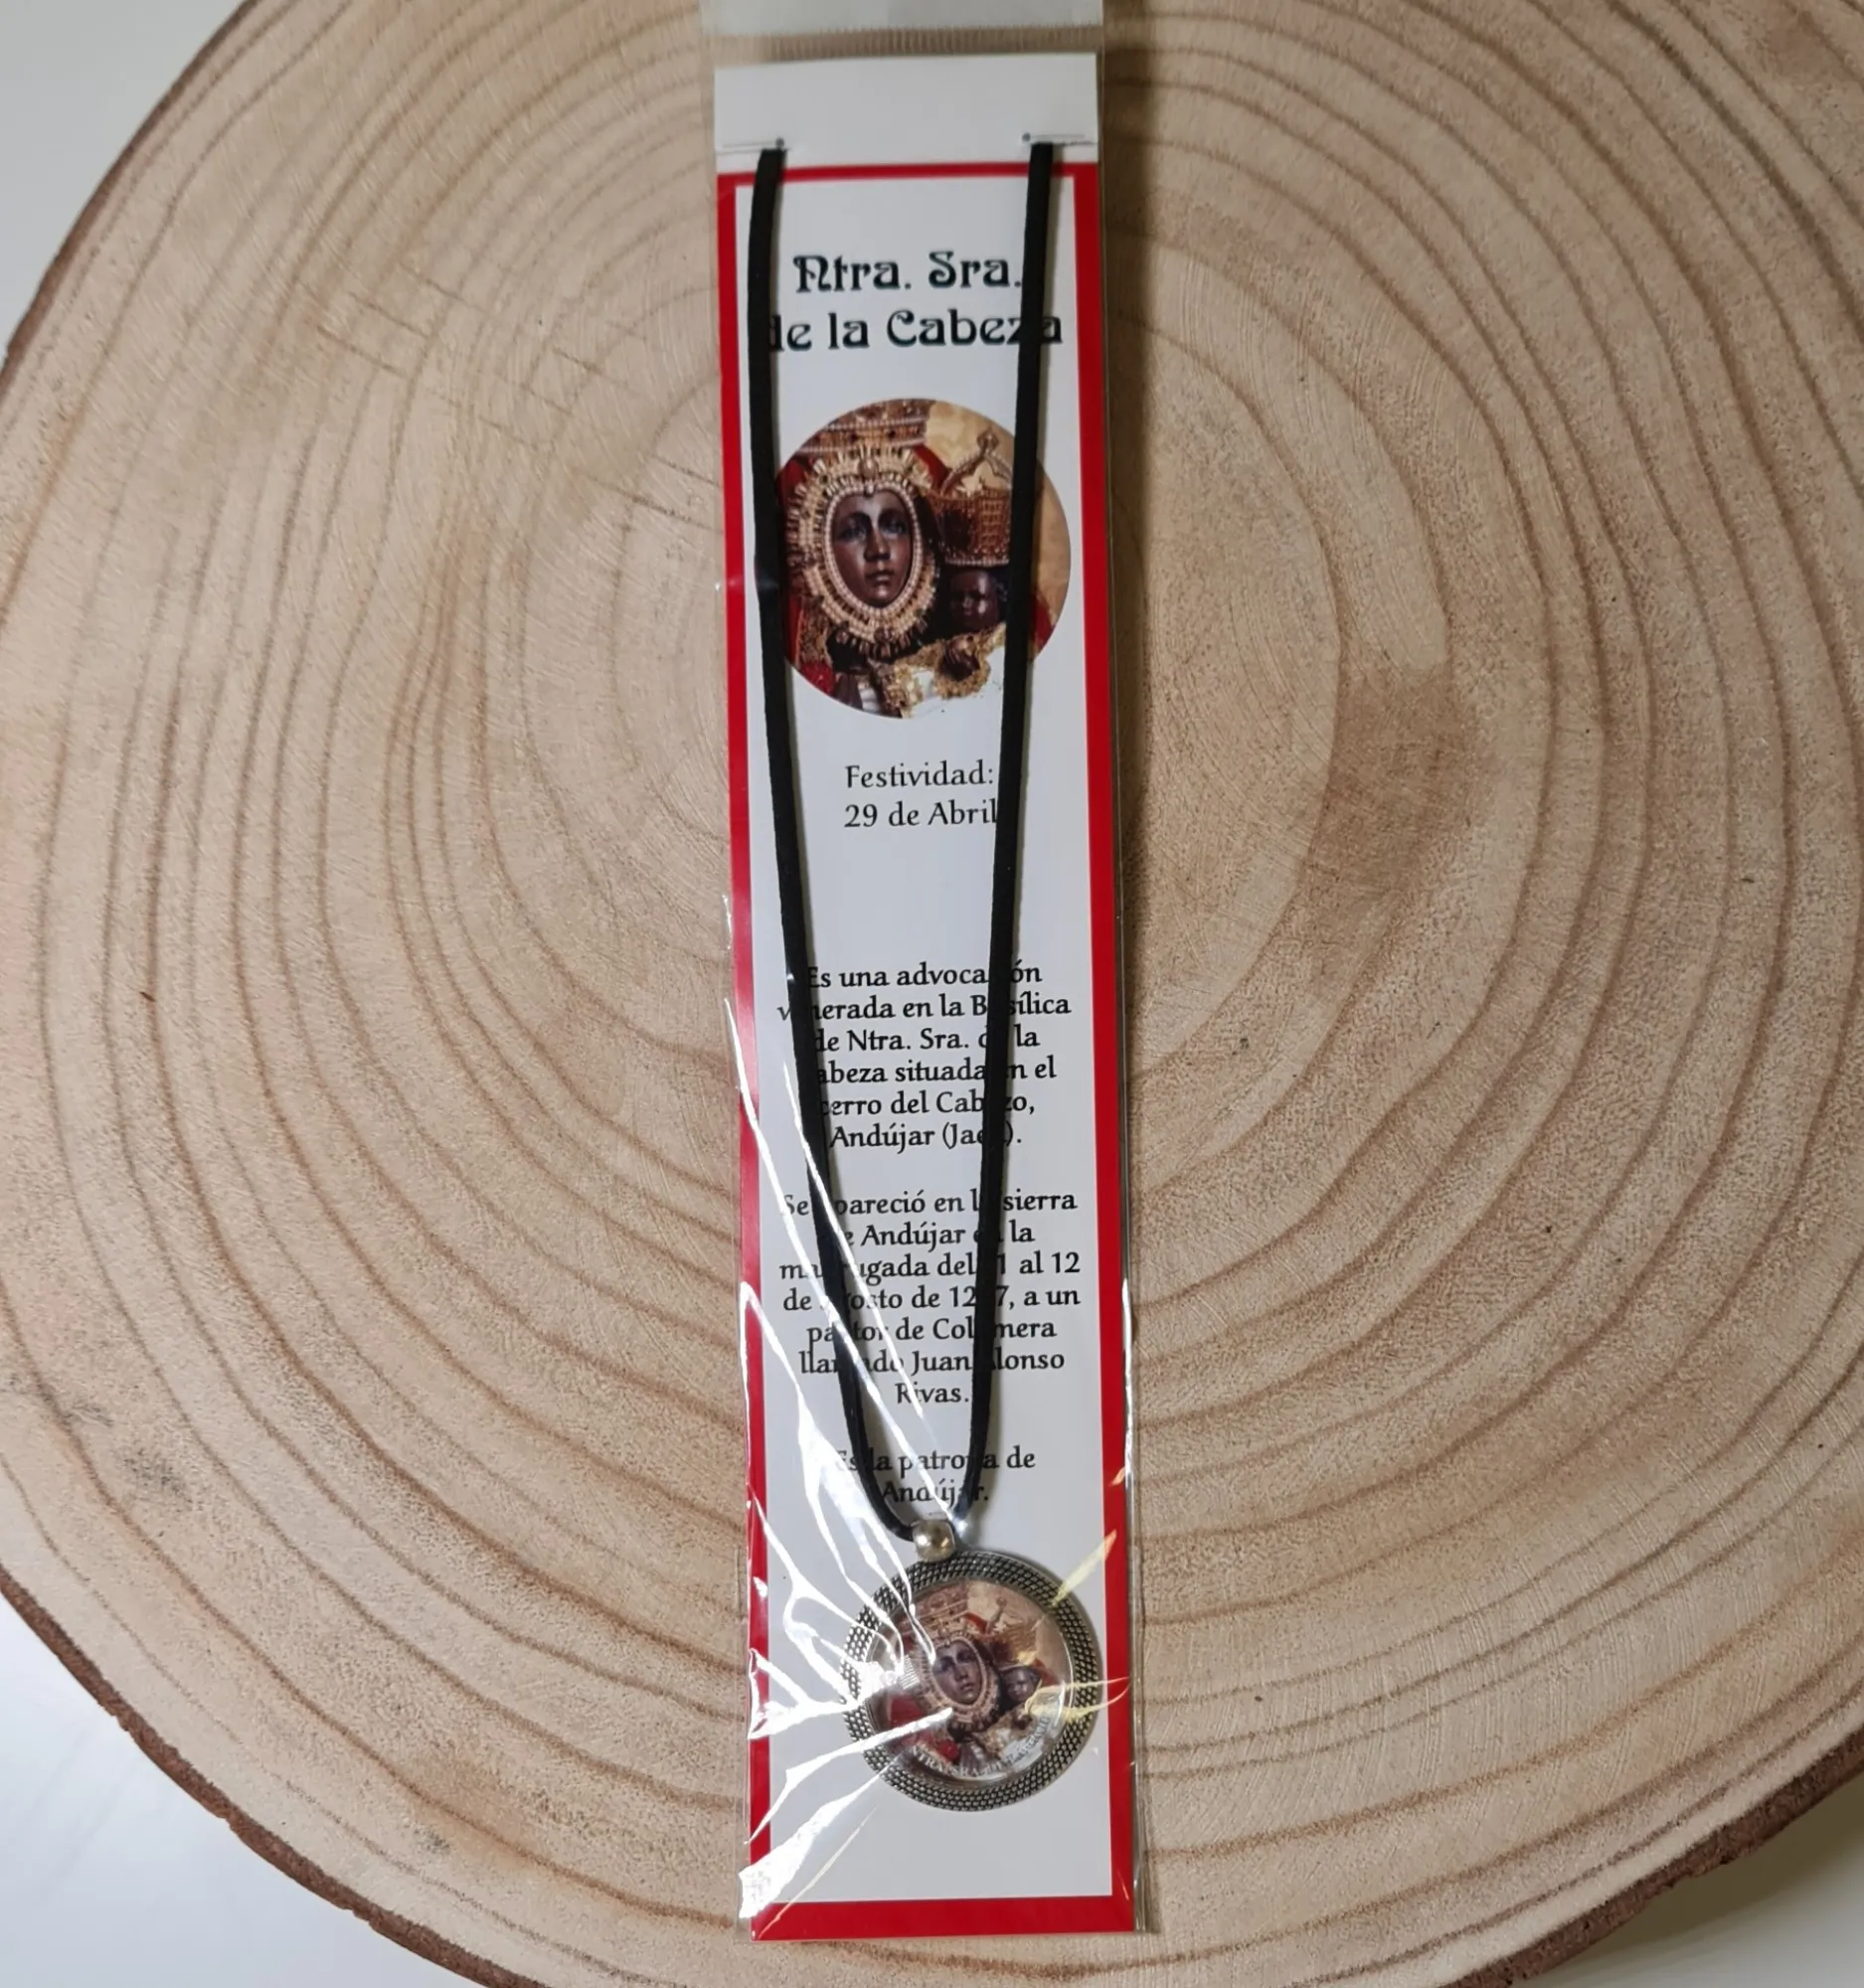 Ntra. Sra.
de la Cabeza
Festividad:
29 de Abril
Es una advocación
venerada en la Basílica
de Ntra. Sra. de la
Cabeza situada en el
cerro del Cabezo,
Andújar (Jaén).
Se apareció en la sierra
de Andújar en la
madrugada del 11 al 12
de agosto de 1227, a un
pastor de Colomera
llamado Juan Alonso
Rivas.
Es la patrona de
Andújar.